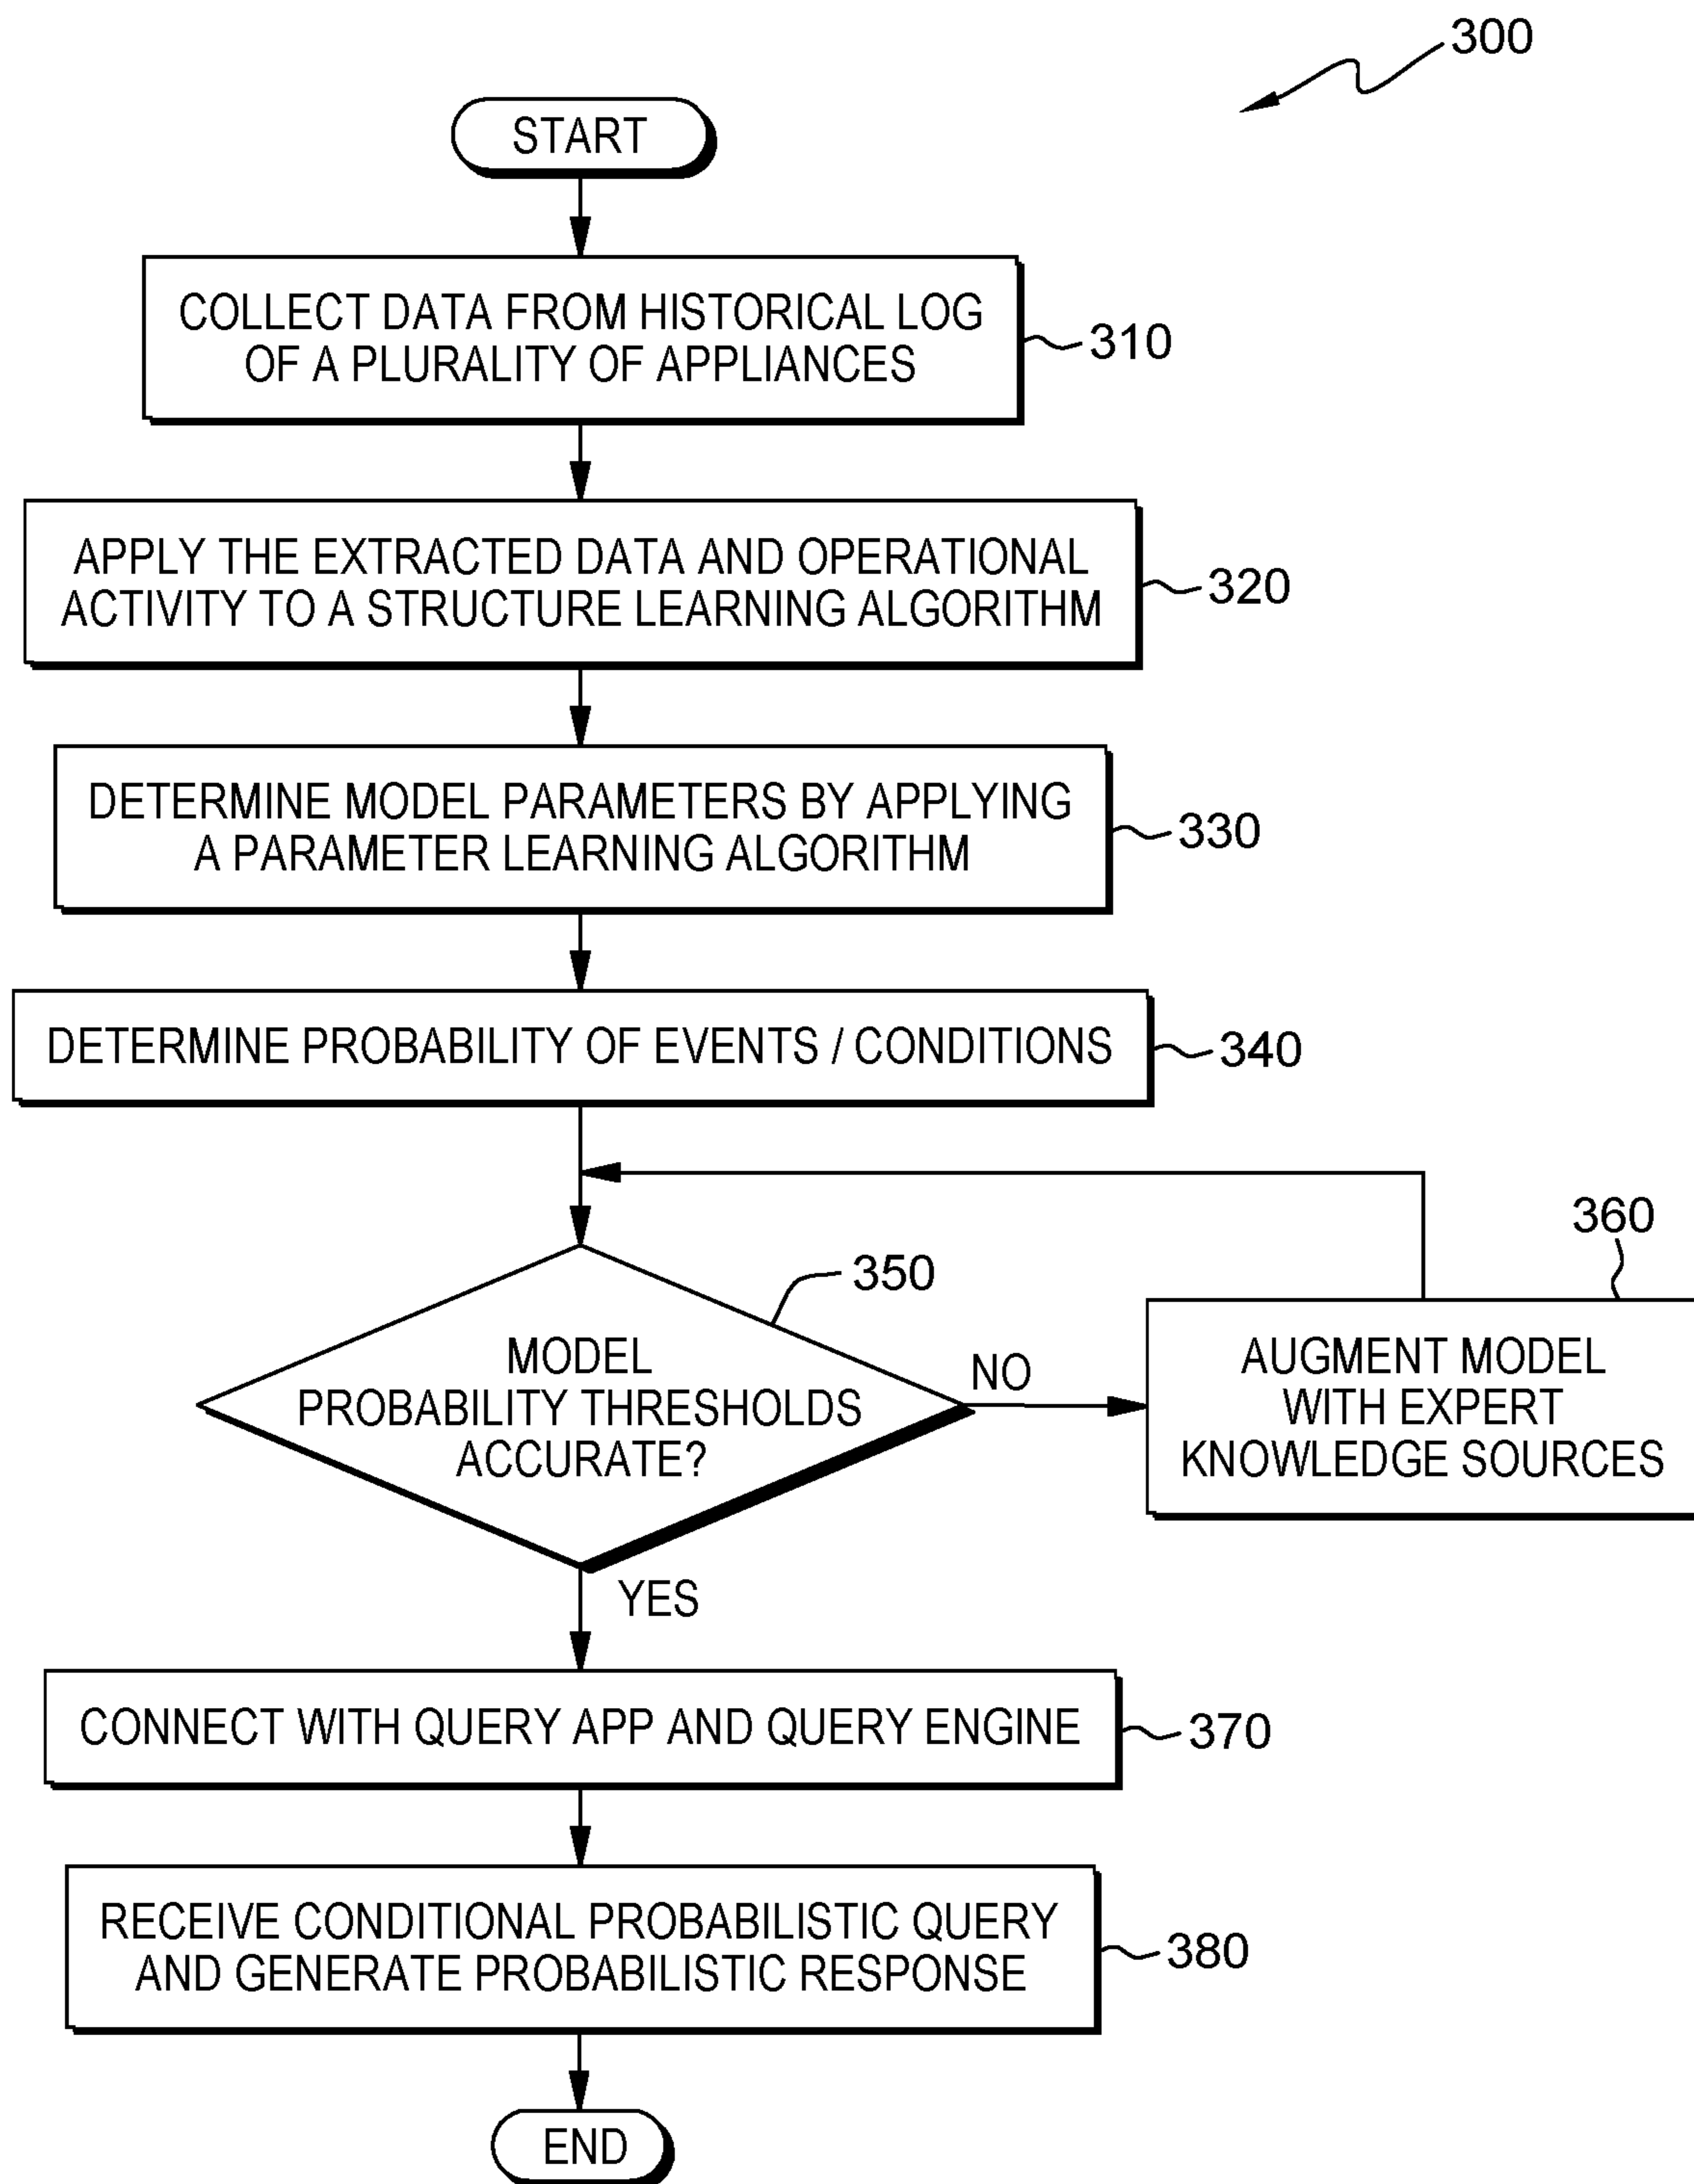 300
START
COLLECT DATA FROM HISTORICAL LOG
OF A PLURALITY OF APPLIANCES
310
APPLY THE EXTRACTED DATA AND OPERATIONAL
ACTIVITY TO A STRUCTURE LEARNING ALGORITHM
320
DETERMINE MODEL PARAMETERS BY APPLYING
A PARAMETER LEARNING ALGORITHM
330
DETERMINE PROBABILITY OF EVENTS / CONDITIONS
340
350
MODEL
PROBABILITY THRESHOLDS
ACCURATE?
NO
360
AUGMENT MODEL
WITH EXPERT
KNOWLEDGE SOURCES
YES
CONNECT WITH QUERY APP AND QUERY ENGINE
370
RECEIVE CONDITIONAL PROBABILISTIC QUERY
AND GENERATE PROBABILISTIC RESPONSE
380
END